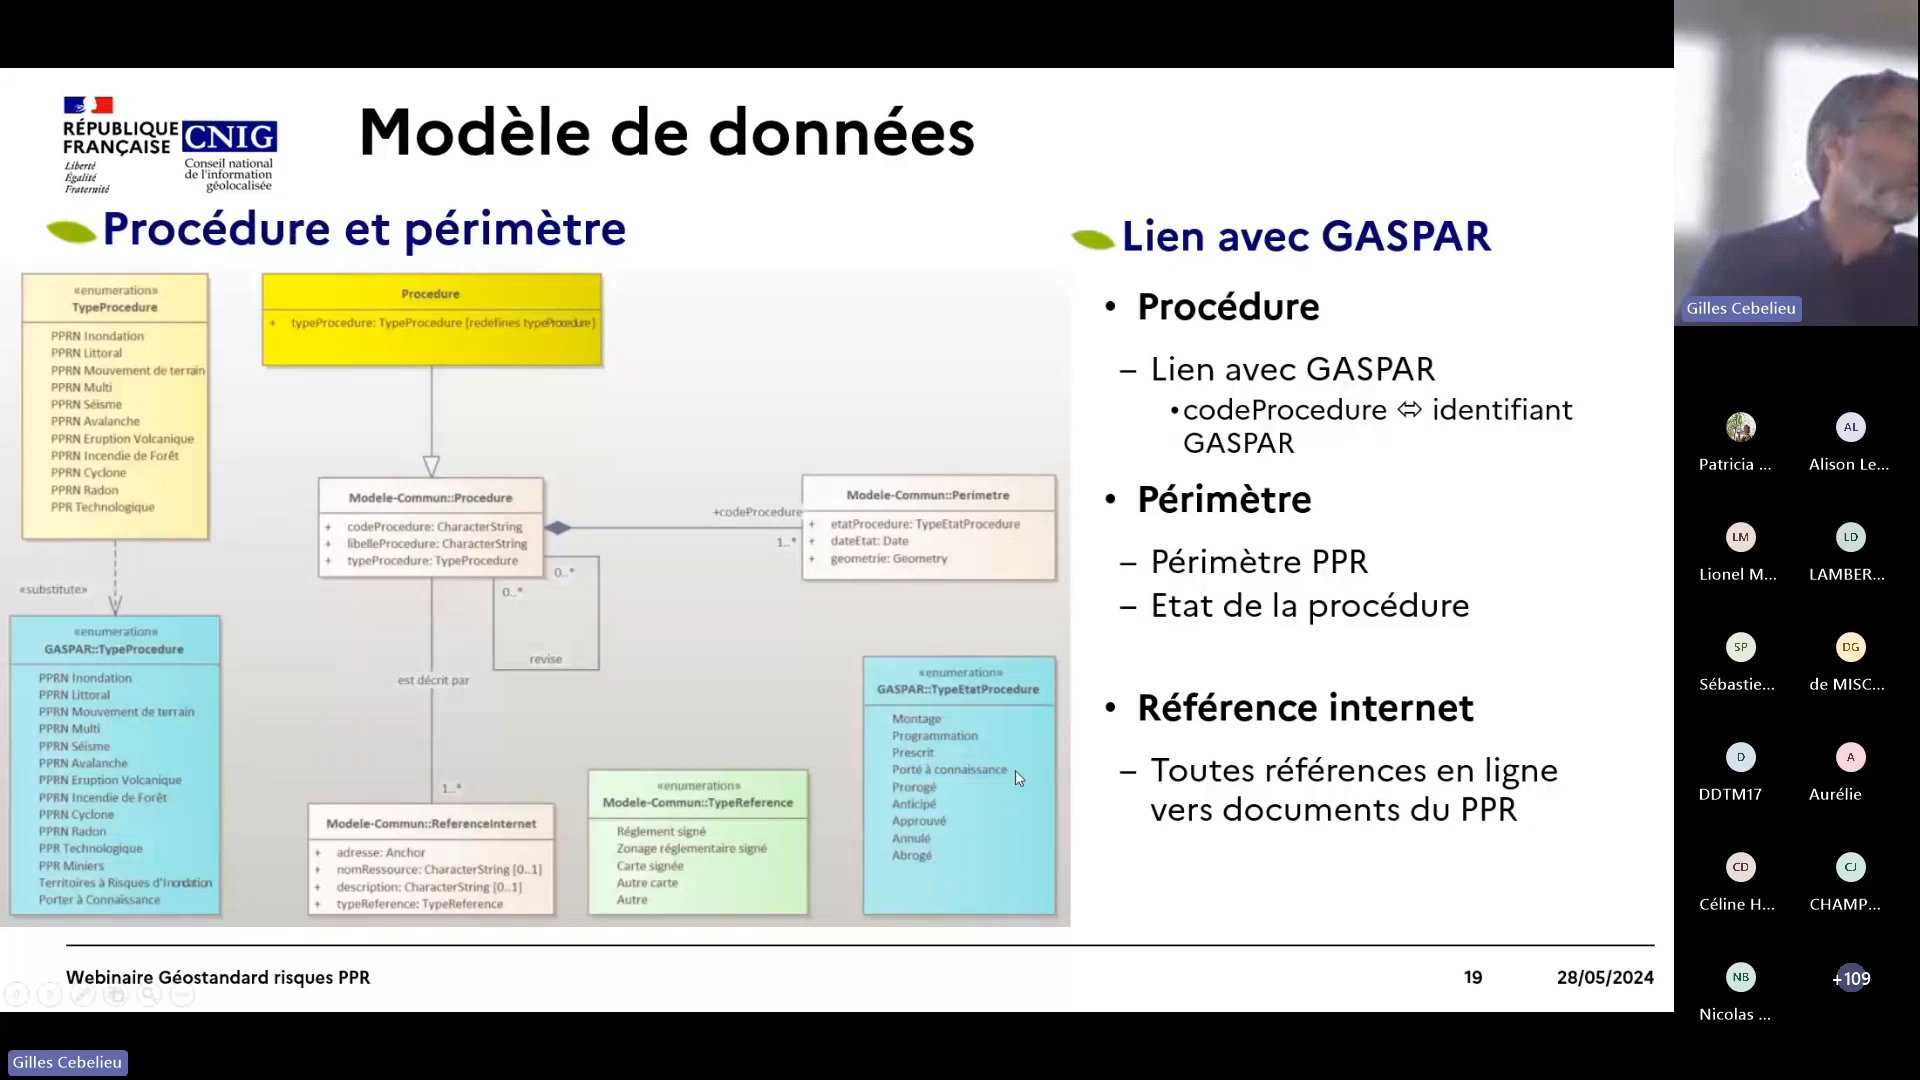 RÉPUBLIQUE
FRANÇAISE
Liberté
Égalité
Fraternité
CNIG
Conseil national
de l'information
géolocalisée
Modèle de données
Procédure et périmètre
«enumeration»
TypeProcedure
PPRN Inondation
PPRN Littoral
PPRN Mouvement de terrain
PPRN Multi
PPRN Séisme
PPRN Avalanche
PPRN Eruption Volcanique
PPRN Incendie de Forêt
PPRN Cyclone
PPRN Radon
PPR Technologique
«substitute»
«enumeration»
GASPAR::TypeProcedure
PPRN Inondation
PPRN Littoral
PPRN Mouvement de terrain
PPRN Multi
PPRN Séisme
PPRN Avalanche
PPRN Eruption Volcanique
PPRN Incendie de Forêt
PPRN Cyclone
PPRN Radon
PPR Technologique
PPR Miniers
Territoires à Risques d'Inondation
Porter à Connaissance
Procedure
+ typeProcedure: TypeProcedure {redefines typeProcedure}
Modele-Commun::Procedure
+ codeProcedure: CharacterString
+ libelleProcedure: CharacterString
+ typeProcedure: TypeProcedure
+codeProcedure
1..*
0..*
0..*
revise
est décrit par
1..*
Modele-Commun::Perimetre
+ etatProcedure: TypeEtatProcedure
+ dateEtat: Date
+ geometrie: Geometry
Modele-Commun::ReferenceInternet
+ adresse: Anchor
+ nomRessource: CharacterString [0..1]
+ description: CharacterString [0..1]
+ typeReference: TypeReference
«enumeration»
Modele-Commun::TypeReference
Réglement signé
Zonage réglementaire signé
Carte signée
Autre carte
Autre
«enumeration»
GASPAR::TypeEtatProcedure
Montage
Programmation
Prescrit
Porté à connaissance
Prorogé
Anticipé
Approuvé
Annulé
Abrogé
Lien avec GASPAR
• Procédure
– Lien avec GASPAR
•codeProcedure ⇔ identifiant
GASPAR
• Périmètre
– Périmètre PPR
– Etat de la procédure
• Référence internet
– Toutes références en ligne
vers documents du PPR
Webinaire Géostandard risques PPR
19
28/05/2024
Gilles Cebelieu
Gilles Cebelieu
Patricia ...
AL
Alison Le...
LM
Lionel M...
LD
LAMBER...
SP
Sébastie...
DG
de MISC...
D
DDTM17
A
Aurélie
CD
Céline H...
CJ
CHAMP...
NB
Nicolas ...
+109